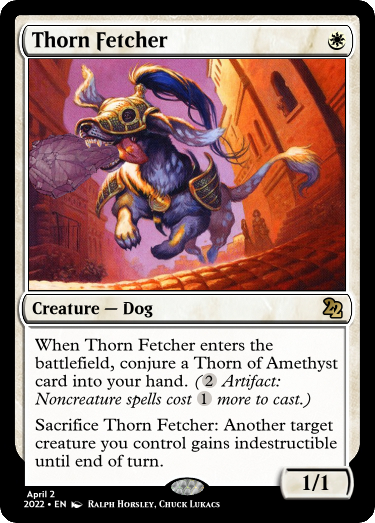 Thorn Fetcher
Creature — Dog
When Thorn Fetcher enters the
battlefield, conjure a Thorn of Amethyst
card into your hand. (2 Artifact:
Noncreature spells cost 1 more to cast.)
Sacrifice Thorn Fetcher: Another target
creature you control gains indestructible
until end of turn.
1/1
April 2
2022 • EN Ralph Horsley, Chuck Lukacs